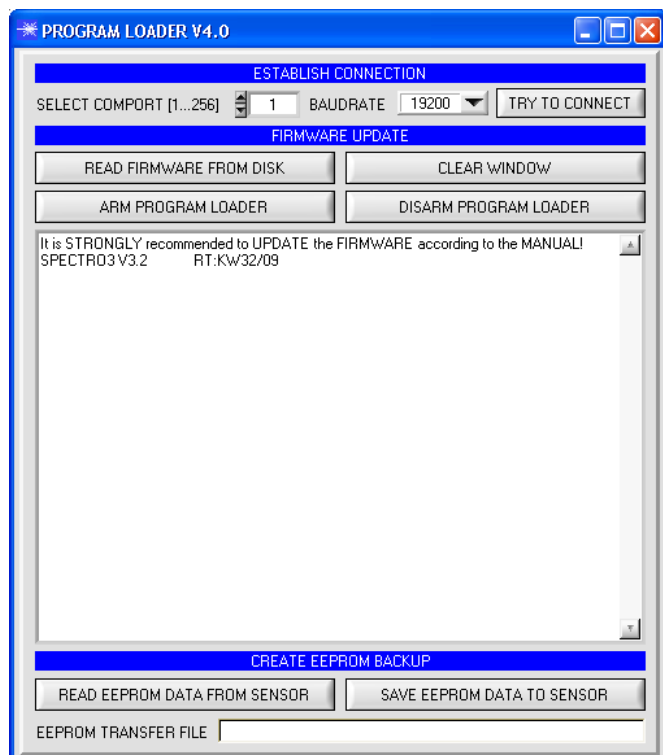 PROGRAM LOADER V4.0
ESTABLISH CONNECTION
SELECT COMPORT [1...256] 1 BAUDRATE 19200 TRY TO CONNECT
FIRMWARE UPDATE
READ FIRMWARE FROM DISK CLEAR WINDOW
ARM PROGRAM LOADER DISARM PROGRAM LOADER
It is STRONGLY recommended to UPDATE the FIRMWARE according to the MANUAL!
SPECTRO3 V3.2 RT:KW32/09
CREATE EEPROM BACKUP
READ EEPROM DATA FROM SENSOR SAVE EEPROM DATA TO SENSOR
EEPROM TRANSFER FILE